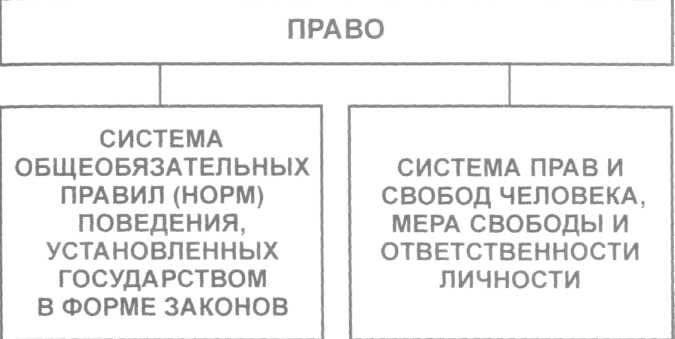 ПРАВО
СИСТЕМА
ОБЩЕОБЯЗАТЕЛЬНЫХ
ПРАВИЛ (НОРМ)
ПОВЕДЕНИЯ,
УСТАНОВЛЕННЫХ
ГОСУДАРСТВОМ
В ФОРМЕ ЗАКОНОВ
СИСТЕМА ПРАВ И
СВОБОД ЧЕЛОВЕКА,
МЕРА СВОБОДЫ И
ОТВЕТСТВЕННОСТИ
ЛИЧНОСТИ